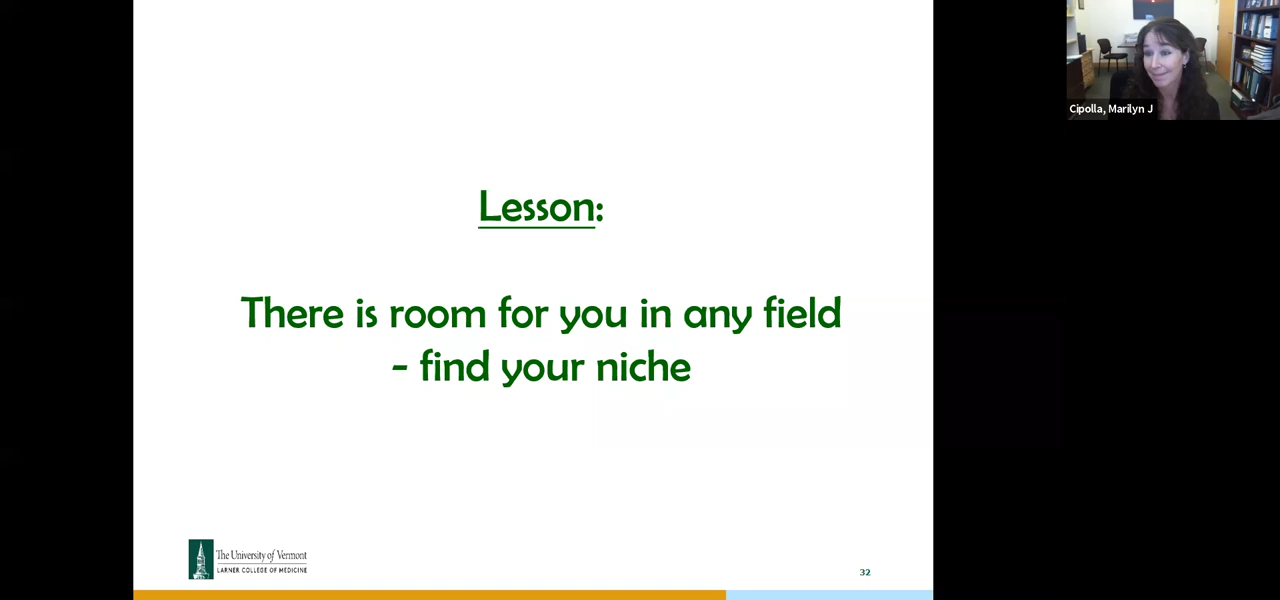 Cipolla, Marilyn J
Lesson:
There is room for you in any field
- find your niche
The University of Vermont
LARNER COLLEGE OF MEDICINE
32